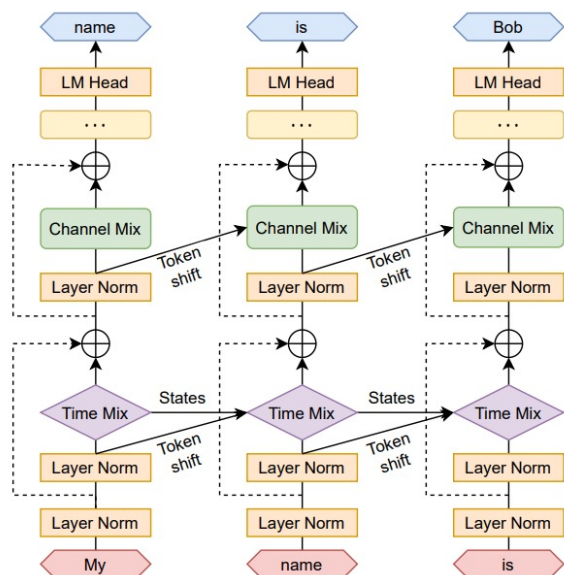 name is Bob
LM Head LM Head LM Head
... ... ...
Channel Mix Channel Mix Channel Mix
Token shift Token shift
Layer Norm Layer Norm Layer Norm
States States
Time Mix Time Mix Time Mix
Token shift Token shift
Layer Norm Layer Norm Layer Norm
Layer Norm Layer Norm Layer Norm
My name is